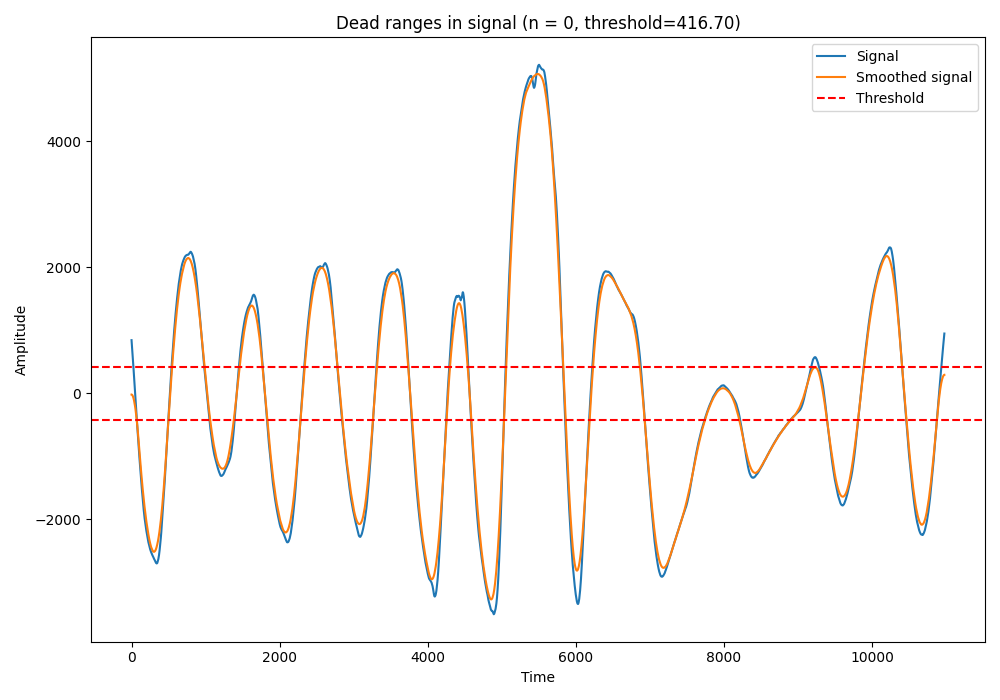 Dead ranges in signal (n = 0, threshold=416.70)
Signal
Smoothed signal
Threshold
Amplitude
4000
2000
0
−2000
0
2000
4000
6000
8000
10000
Time